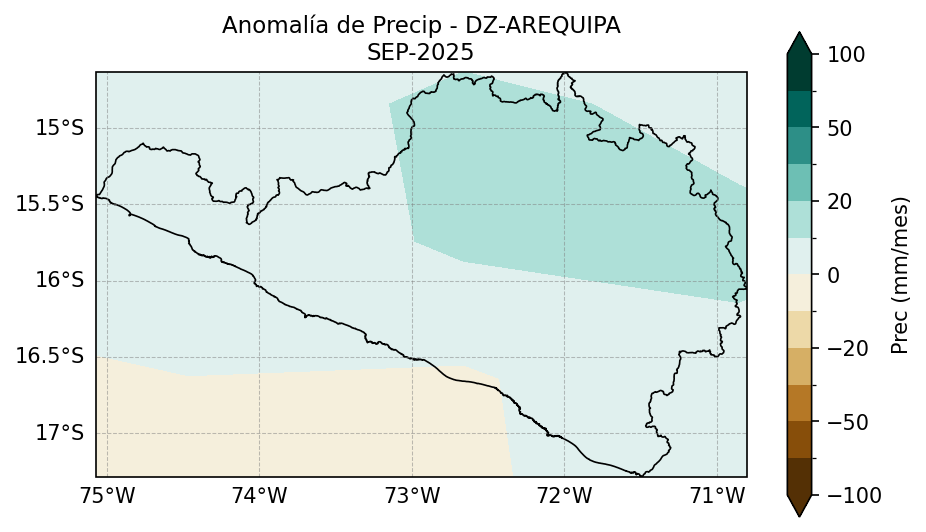 Anomalía de Precip - DZ-AREQUIPA
SEP-2025
15°S
15.5°S
16°S
16.5°S
17°S
75°W
74°W
73°W
72°W
71°W
100
50
20
0
−20
−50
−100
Prec (mm/mes)